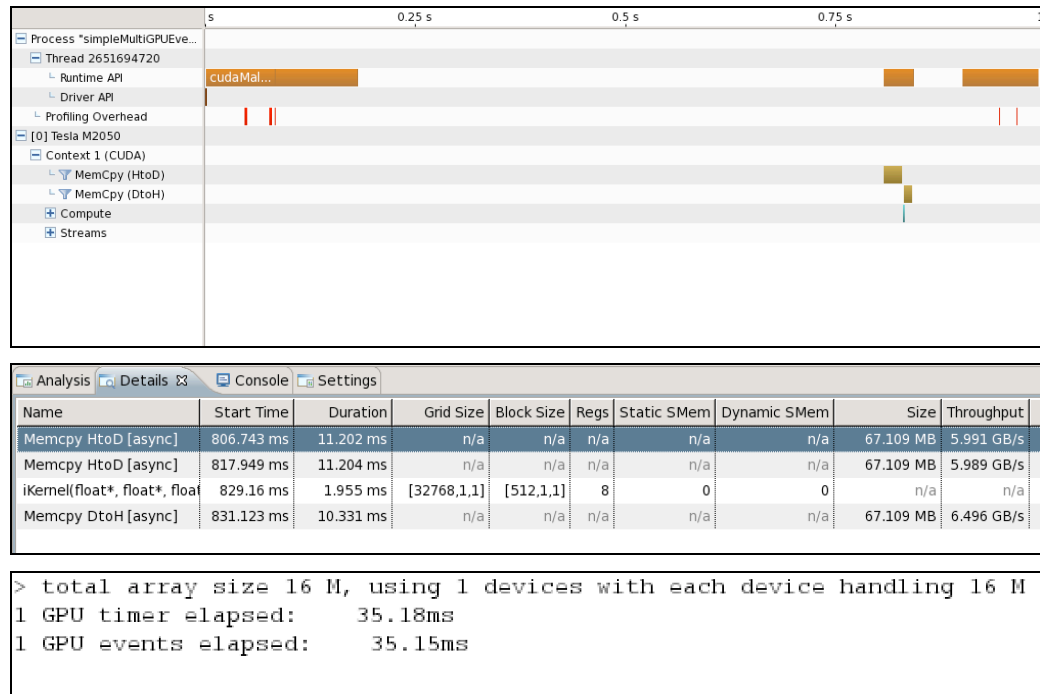 s 0.25 s 0.5 s 0.75 s 1
Process "simpleMultiGPUEve...
Thread 2651694720
Runtime API cudaMal...
Driver API
Profiling Overhead
[0] Tesla M2050
Context 1 (CUDA)
MemCpy (HtoD)
MemCpy (DtoH)
Compute
Streams
Analysis Details Console Settings
Name Start Time Duration Grid Size Block Size Regs Static SMem Dynamic SMem Size Throughput
Memcpy HtoD [async] 806.743 ms 11.202 ms n/a n/a n/a n/a n/a 67.109 MB 5.991 GB/s
Memcpy HtoD [async] 817.949 ms 11.204 ms n/a n/a n/a n/a n/a 67.109 MB 5.989 GB/s
iKernel(float*, float*, float 829.16 ms 1.955 ms [32768,1,1] [512,1,1] 8 0 0 n/a n/a
Memcpy DtoH [async] 831.123 ms 10.331 ms n/a n/a n/a n/a n/a 67.109 MB 6.496 GB/s
> total array size 16 M, using 1 devices with each device handling 16 M
1 GPU timer elapsed: 35.18ms
1 GPU events elapsed: 35.15ms